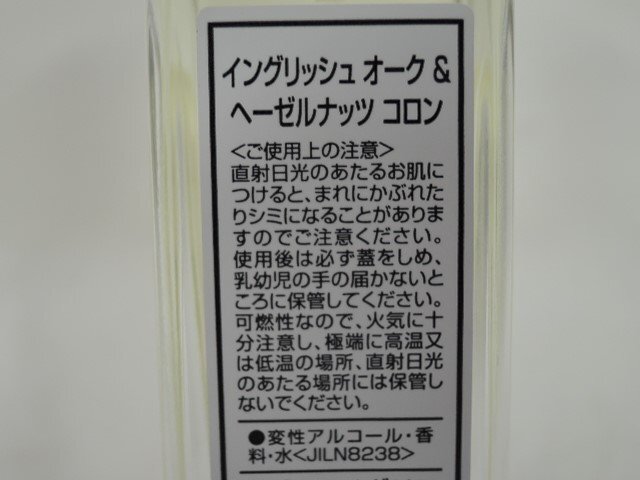 イングリッシュ オーク &
ヘーゼルナッツ コロン
＜ご使用上の注意＞
直射日光のあたるお肌に
つけると、まれにかぶれた
りシミになることがありま
すのでご注意ください。
使用後は必ず蓋をしめ、
乳幼児の手の届かないと
ころに保管してください。
可燃性なので、火気に十
分注意し、極端に高温又
は低温の場所、直射日光
のあたる場所には保管し
ないでください。
●変性アルコール・香
料・水<JILN8238>